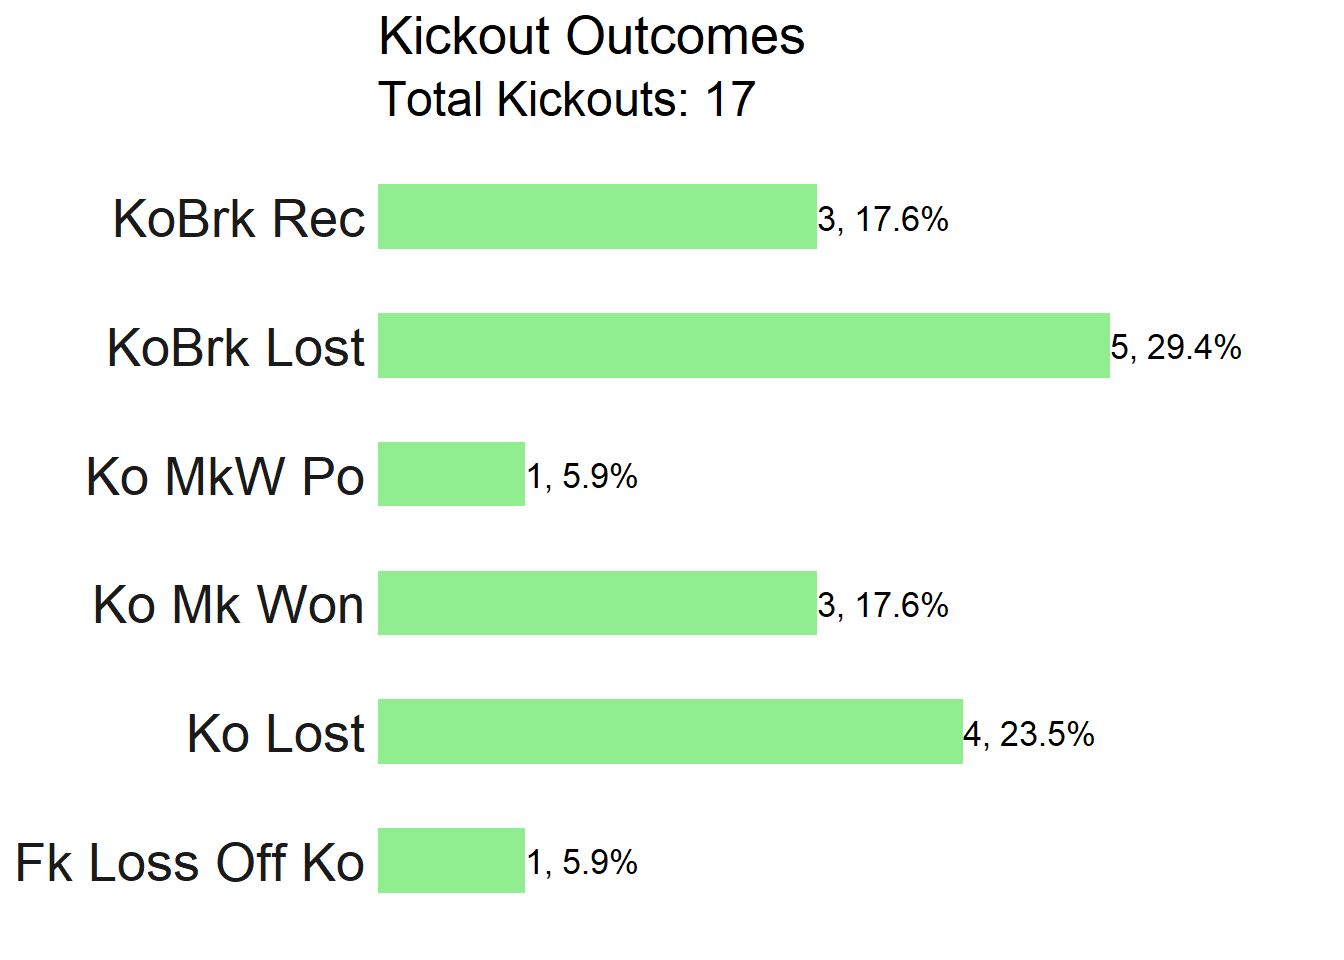 Kickout Outcomes
Total Kickouts: 17
KoBrk Rec
3, 17.6%
KoBrk Lost
5, 29.4%
Ko MkW Po
1, 5.9%
Ko Mk Won
3, 17.6%
Ko Lost
4, 23.5%
Fk Loss Off Ko
1, 5.9%